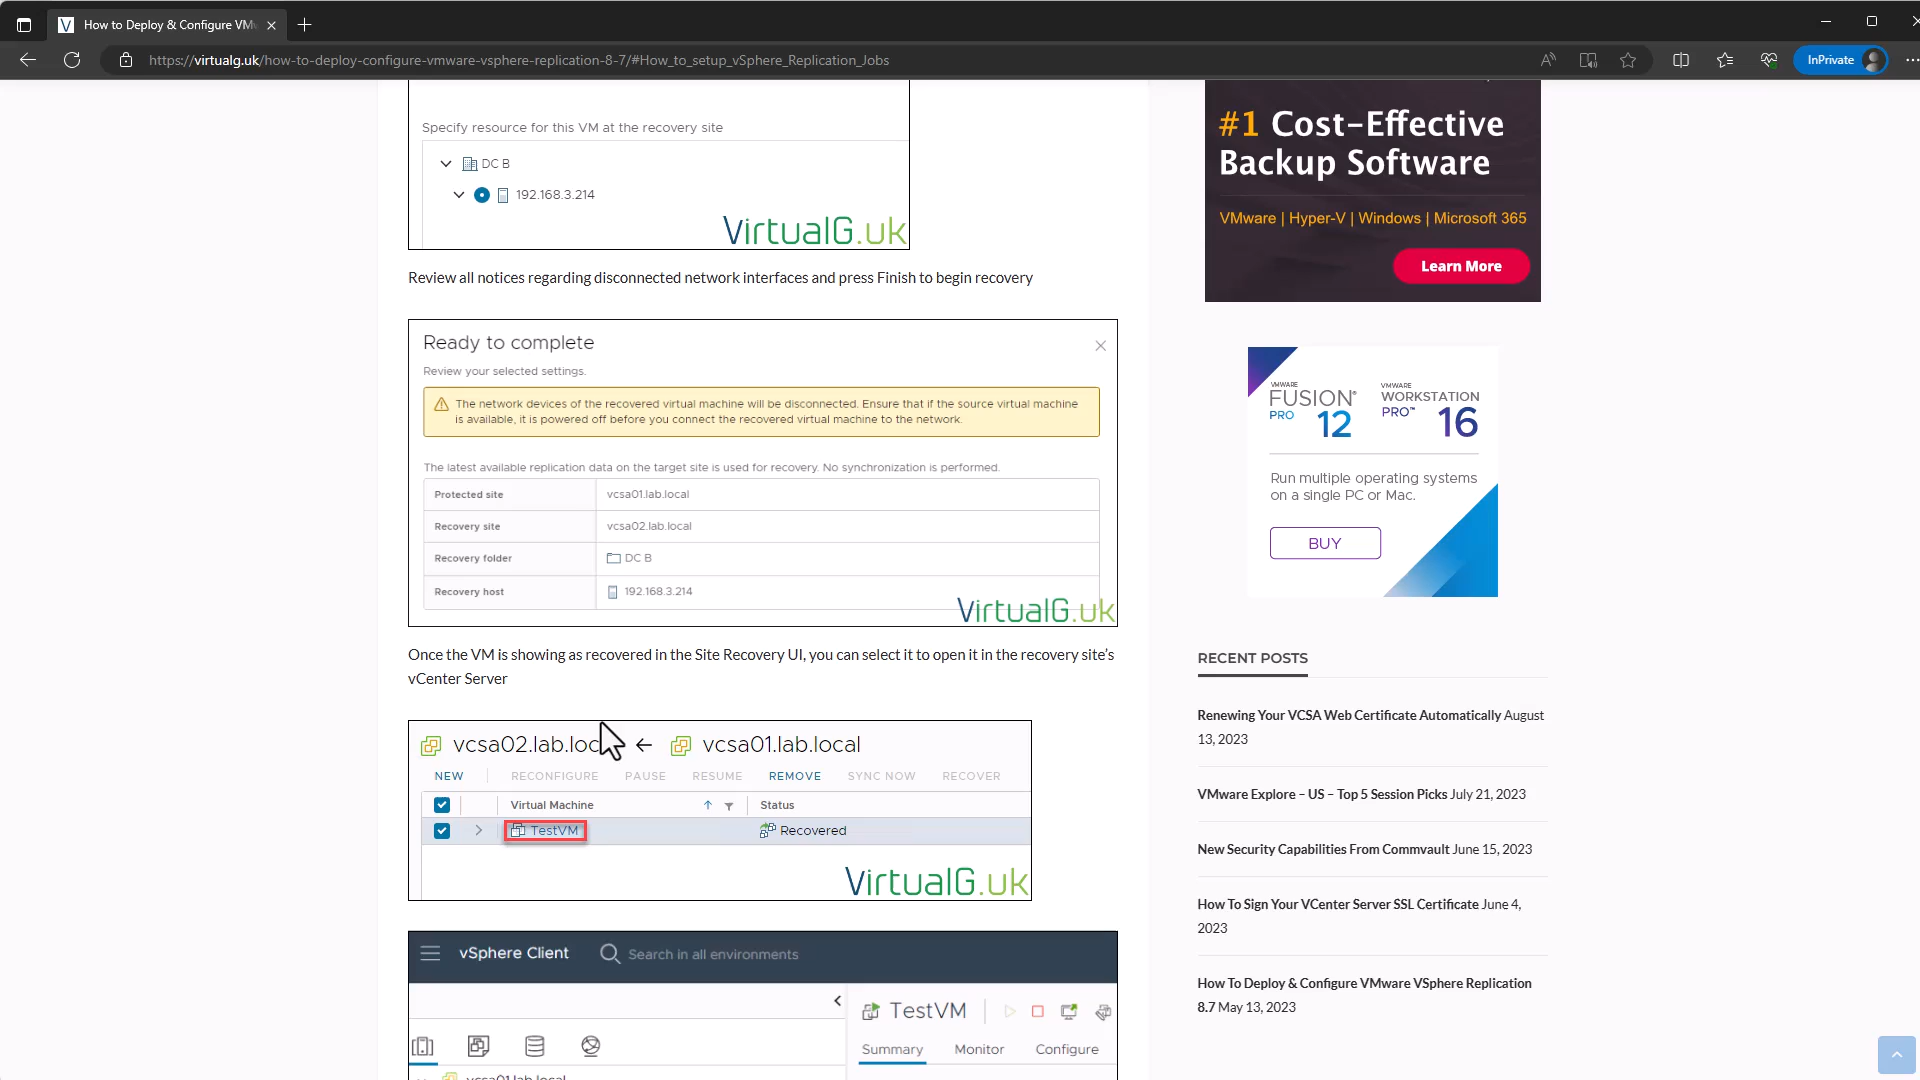 How to Deploy & Configure VMw
https://virtualg.uk/how-to-deploy-configure-vmware-vsphere-replication-8-7/#How_to_setup_vSphere_Replication_Jobs
InPrivate
Specify resource for this VM at the recovery site
DC B
192.168.3.214
VirtualG.uk
Review all notices regarding disconnected network interfaces and press Finish to begin recovery
Ready to complete
Review your selected settings.
The network devices of the recovered virtual machine will be disconnected. Ensure that if the source virtual machine
is available, it is powered off before you connect the recovered virtual machine to the network.
The latest available replication data on the target site is used for recovery. No synchronization is performed.
Protected site vcsa01.lab.local
Recovery site vcsa02.lab.local
Recovery folder DC B
Recovery host 192.168.3.214
VirtualG.uk
Once the VM is showing as recovered in the Site Recovery UI, you can select it to open it in the recovery site's
vCenter Server
vcsa02.lab.loc vcsa01.lab.local
NEW RECONFIGURE PAUSE RESUME REMOVE SYNC NOW RECOVER
Virtual Machine Status
TestVM Recovered
VirtualG.uk
vSphere Client Search in all environments
TestVM
Summary Monitor Configure
vcsa01.lab.local
#1 Cost-Effective
Backup Software
VMware | Hyper-V | Windows | Microsoft 365
Learn More
VMWARE
FUSION®
PRO 12
VMWARE
WORKSTATION
PRO™ 16
Run multiple operating systems
on a single PC or Mac.
BUY
RECENT POSTS
Renewing Your VCSA Web Certificate Automatically August
13, 2023
VMware Explore – US – Top 5 Session Picks July 21, 2023
New Security Capabilities From Commvault June 15, 2023
How To Sign Your VCenter Server SSL Certificate June 4,
2023
How To Deploy & Configure VMware VSphere Replication
8.7 May 13, 2023